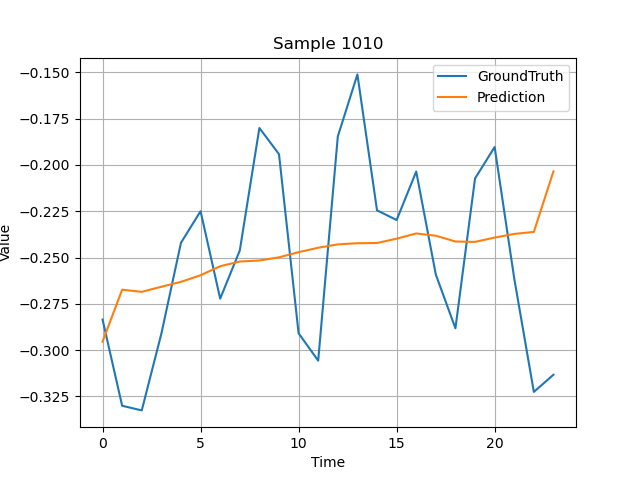 Sample 1010
GroundTruth
Prediction
−0.150
−0.175
−0.200
−0.225
−0.250
−0.275
−0.300
−0.325
Value
0 5 10 15 20
Time